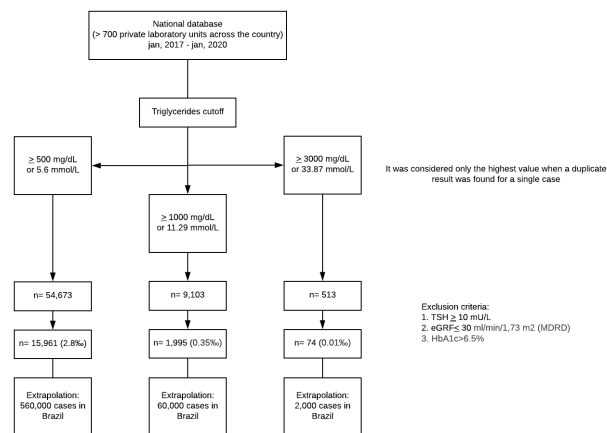 National database
(> 700 private laboratory units across the country)
jan, 2017 - jan, 2020
Triglycerides cutoff
≥ 500 mg/dL
or 5.6 mmol/L
≥ 3000 mg/dL
or 33.87 mmol/L
It was considered only the highest value when a duplicate
result was found for a single case
≥ 1000 mg/dL
or 11.29 mmol/L
n= 54,673
n= 9,103
n= 513
Exclusion criteria:
1. TSH ≥ 10 mU/L
2. eGRF≤ 30 ml/min/1,73 m2 (MDRD)
3. HbA1c>6.5%
n= 15,961 (2.8‰)
n= 1,995 (0.35‰)
n= 74 (0.01‰)
Extrapolation:
560,000 cases in
Brazil
Extrapolation:
60,000 cases in
Brazil
Extrapolation:
2,000 cases in
Brazil